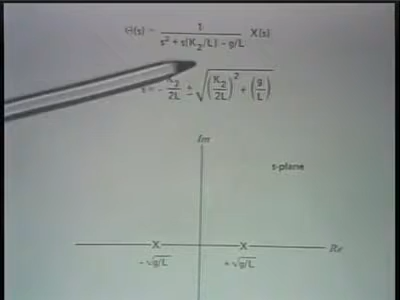 Θ(s) = 1 / (s² + s(K₂/L) − g/L) X(s)
s = − K₂/2L ± √((K₂/2L)² + (g/L))
Im
s-plane
Re
−√g/L +√g/L